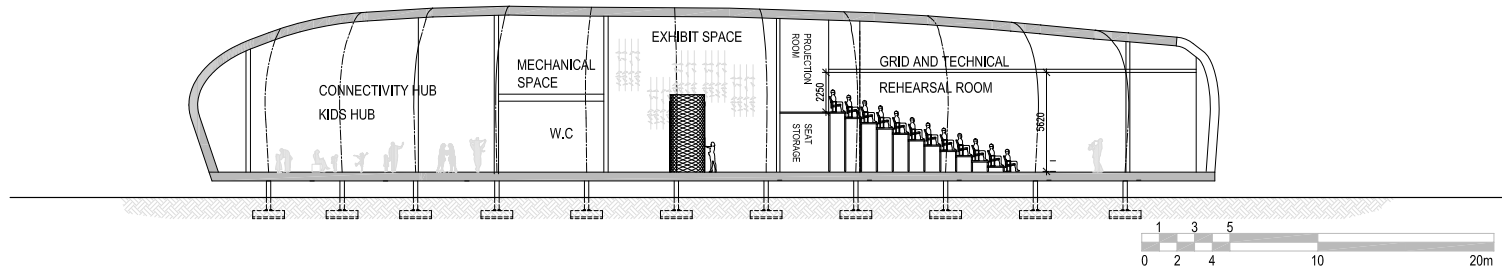 CONNECTIVITY HUB
KIDS HUB
MECHANICAL
SPACE
W.C
EXHIBIT SPACE
PROJECTION
ROOM
SEAT
STORAGE
2250
GRID AND TECHNICAL
REHEARSAL ROOM
5620
1 3 5
0 2 4 10 20m